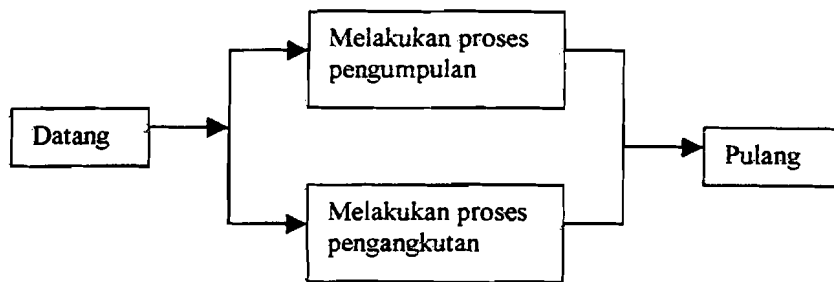 Datang
Melakukan proses
pengumpulan
Melakukan proses
pengangkutan
Pulang